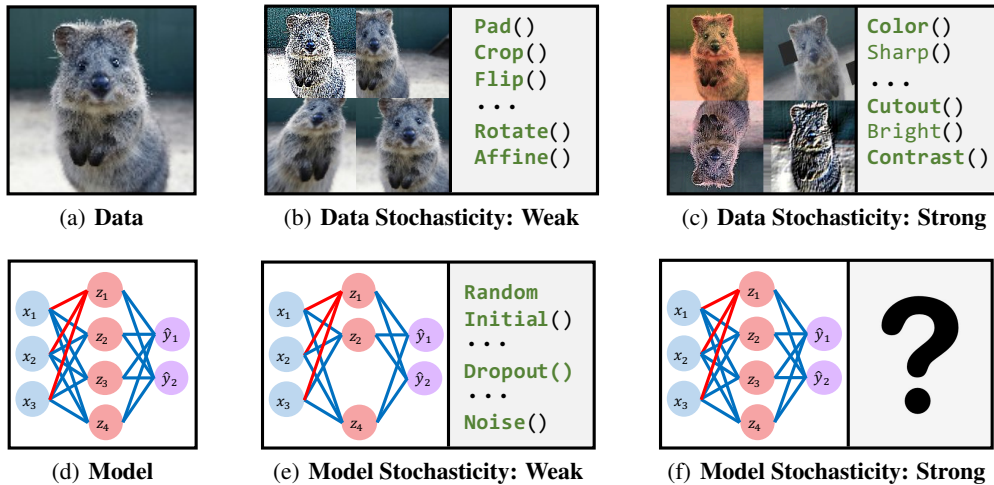 Pad()
Crop()
Flip()
...
Rotate()
Affine()
Color()
Sharp()
...
Cutout()
Bright()
Contrast()
(a) Data
(b) Data Stochasticity: Weak
(c) Data Stochasticity: Strong
x1
x2
x3
z1
z2
z3
z4
ŷ1
ŷ2
x1
x2
x3
z1
z2
z4
ŷ1
ŷ2
Random
Initial()
...
Dropout()
...
Noise()
x1
x2
x3
z1
z2
z3
z4
ŷ1
ŷ2
?
(d) Model
(e) Model Stochasticity: Weak
(f) Model Stochasticity: Strong